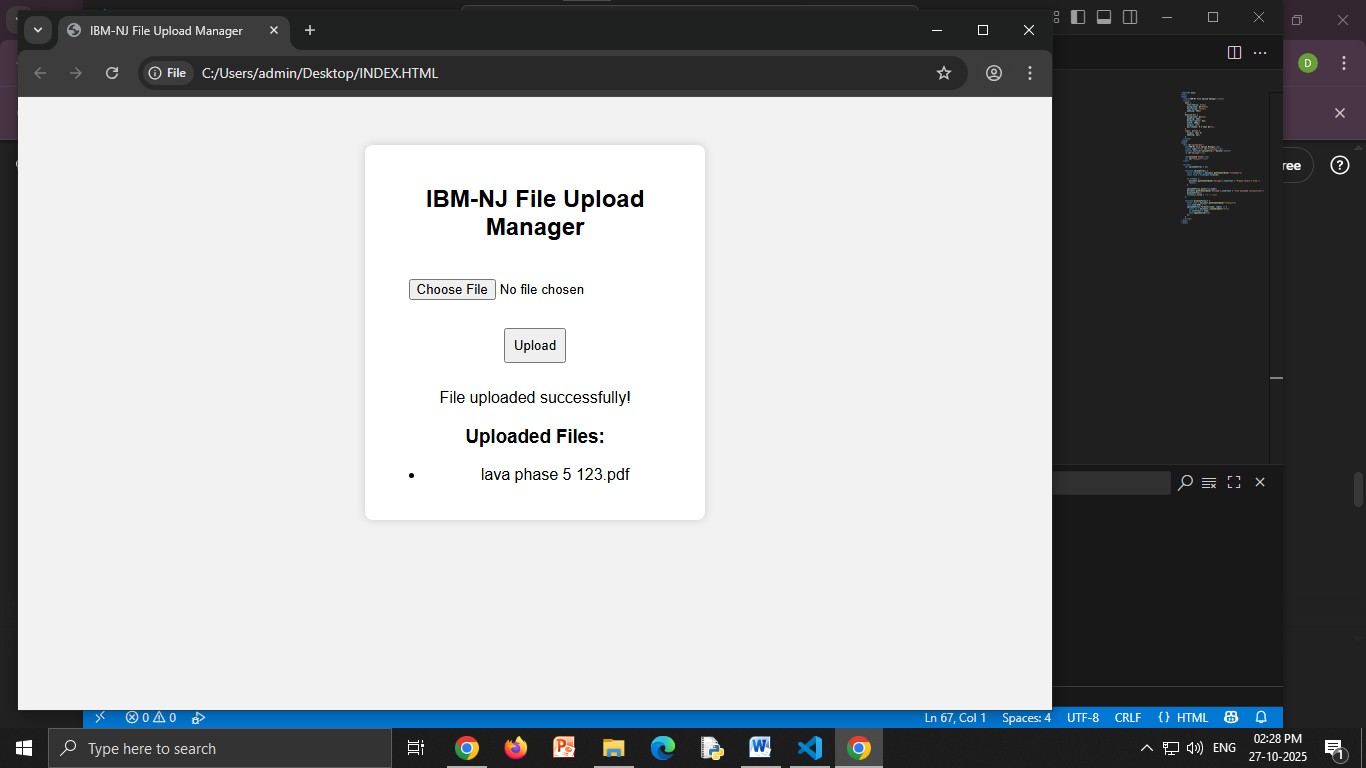 IBM-NJ File Upload Manager
File
C:/Users/admin/Desktop/INDEX.HTML
D
ree
IBM-NJ File Upload
Manager
Choose File No file chosen
Upload
File uploaded successfully!
Uploaded Files:
lava phase 5 123.pdf
0 0
Ln 67, Col 1 Spaces: 4 UTF-8 CRLF {} HTML
Type here to search
ENG
02:28 PM
27-10-2025
1